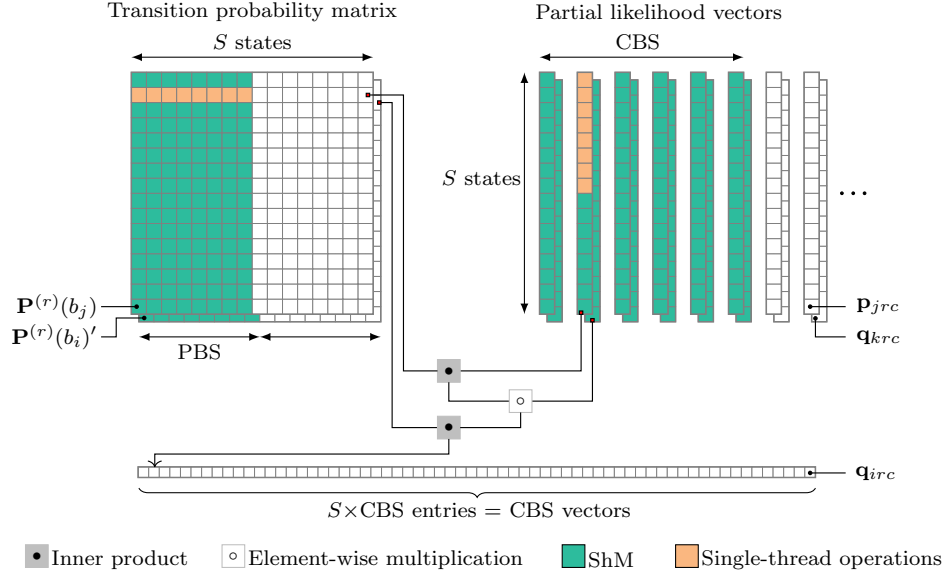 Transition probability matrix
Partial likelihood vectors
S states
CBS
S states
...
P^(r)(b_j)
P^(r)(b_i)′
PBS
p_jrc
q_krc
q_irc
S×CBS entries = CBS vectors
Inner product
Element-wise multiplication
ShM
Single-thread operations